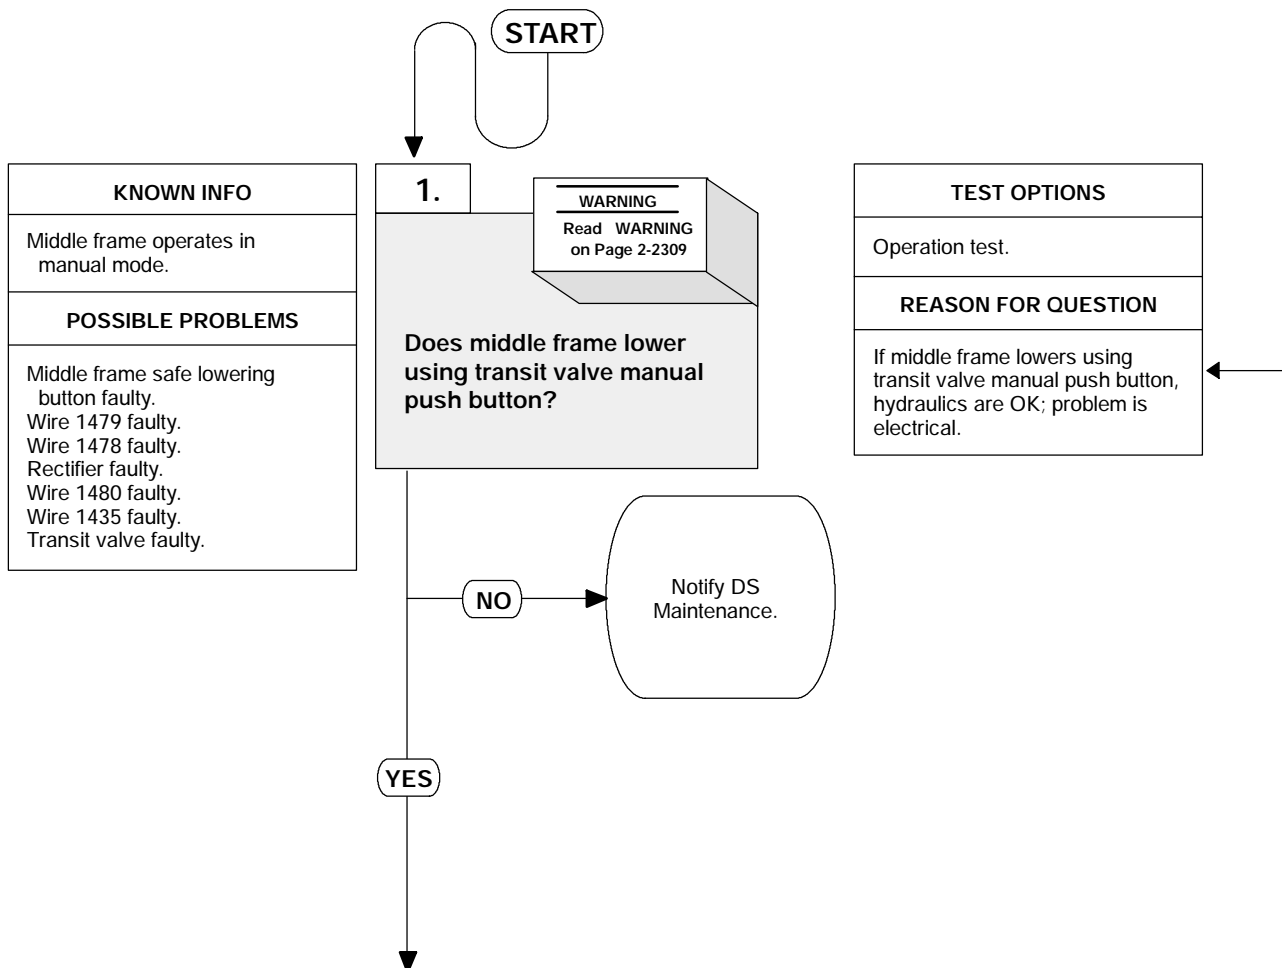 START
KNOWN INFO
Middle frame operates in
manual mode.
POSSIBLE PROBLEMS
Middle frame safe lowering
button faulty.
Wire 1479 faulty.
Wire 1478 faulty.
Rectifier faulty.
Wire 1480 faulty.
Wire 1435 faulty.
Transit valve faulty.
1.
WARNING
Read WARNING
on Page 2-2309
Does middle frame lower
using transit valve manual
push button?
TEST OPTIONS
Operation test.
REASON FOR QUESTION
If middle frame lowers using
transit valve manual push button,
hydraulics are OK; problem is
electrical.
NO
Notify DS
Maintenance.
YES